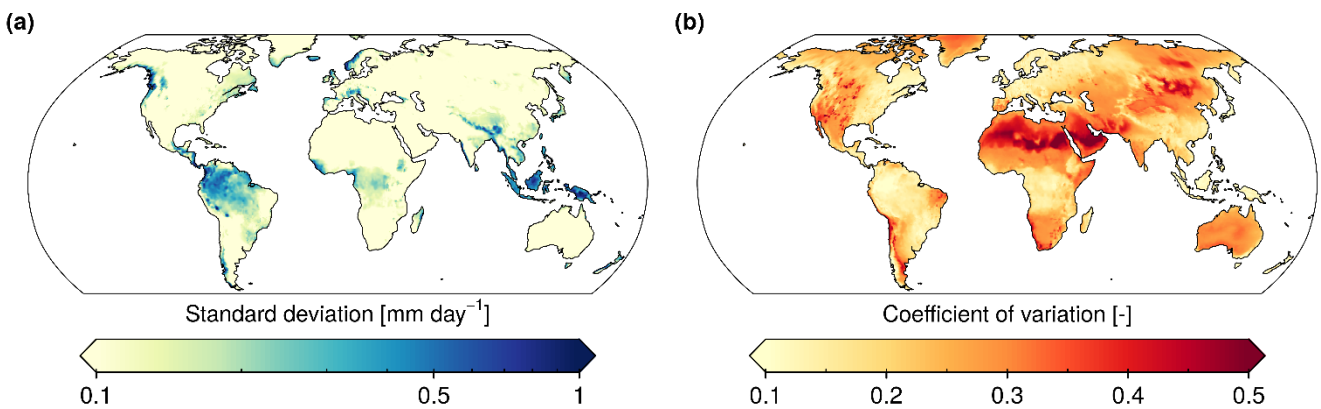 (a)
(b)
Standard deviation [mm day⁻¹]
Coefficient of variation [-]
0.1 0.5 1
0.1 0.2 0.3 0.4 0.5